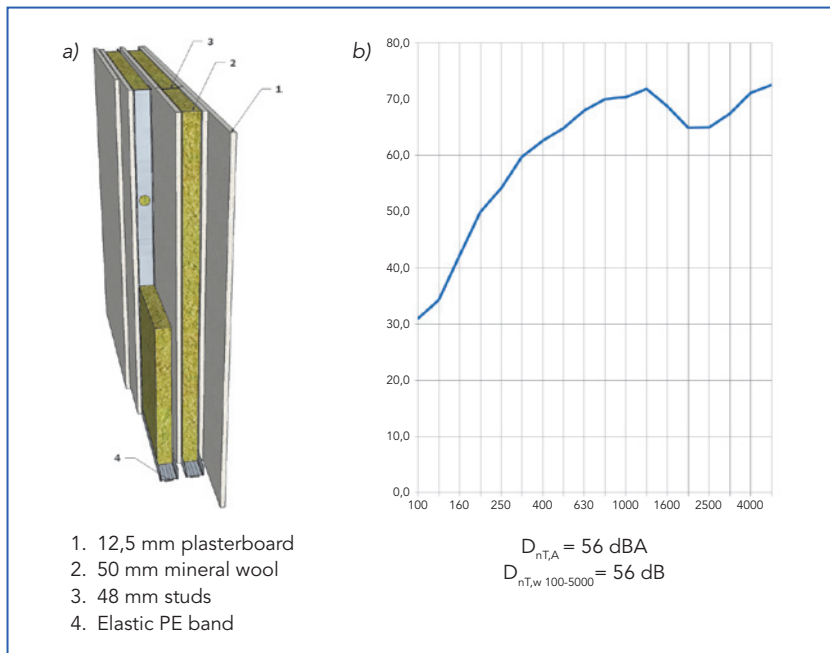 a)
3
2
1
4
1. 12,5 mm plasterboard
2. 50 mm mineral wool
3. 48 mm studs
4. Elastic PE band
b)
80,0
70,0
60,0
50,0
40,0
30,0
20,0
10,0
0,0
100 160 250 400 630 1000 1600 2500 4000
DnT,A = 56 dBA
DnT,w 100-5000= 56 dB